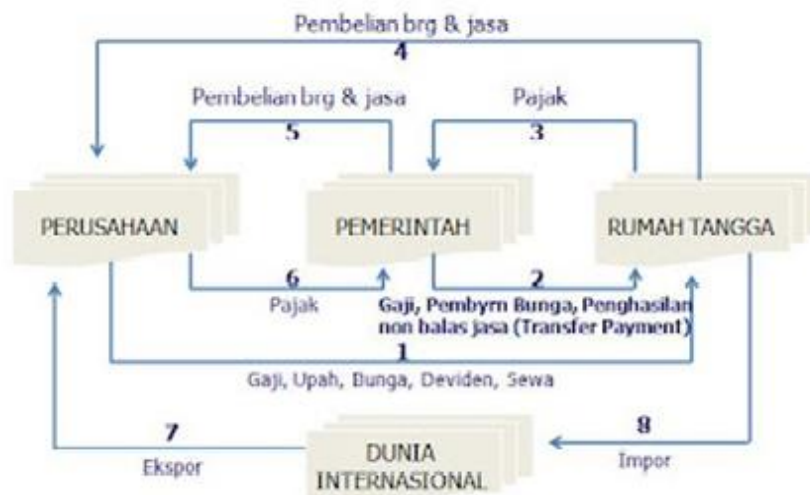 Pembelian brg & jasa
4
Pembelian brg & jasa
5
Pajak
3
PERUSAHAAN
PEMERINTAH
RUMAH TANGGA
6
Pajak
2
Gaji, Pembyrn Bunga, Penghasilan
non balas jasa (Transfer Payment)
1
Gaji, Upah, Bunga, Deviden, Sewa
7
Ekspor
DUNIA
INTERNASIONAL
8
Impor